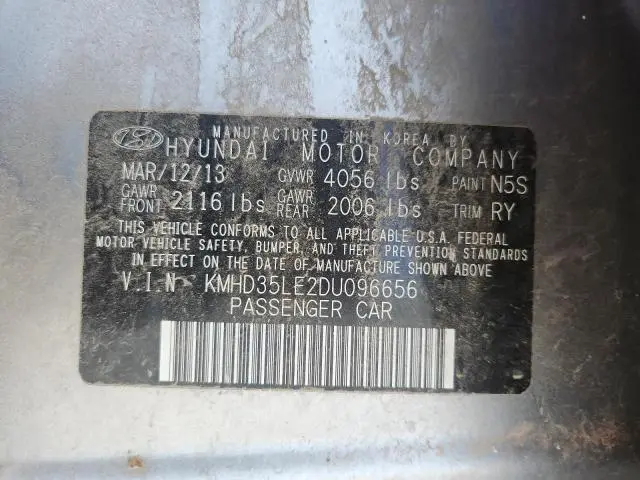 MANUFACTURED IN KOREA BY
HYUNDAI MOTOR COMPANY
MAR/12/13 GVWR 4056 lbs PAINT N5S
GAWR FRONT 2116 lbs GAWR REAR 2006 lbs TRIM RY
THIS VEHICLE CONFORMS TO ALL APPLICABLE U.S.A. FEDERAL
MOTOR VEHICLE SAFETY, BUMPER, AND THEFT PREVENTION STANDARDS
IN EFFECT ON THE DATE OF MANUFACTURE SHOWN ABOVE
V.I.N KMHD35LE2DU096656
PASSENGER CAR